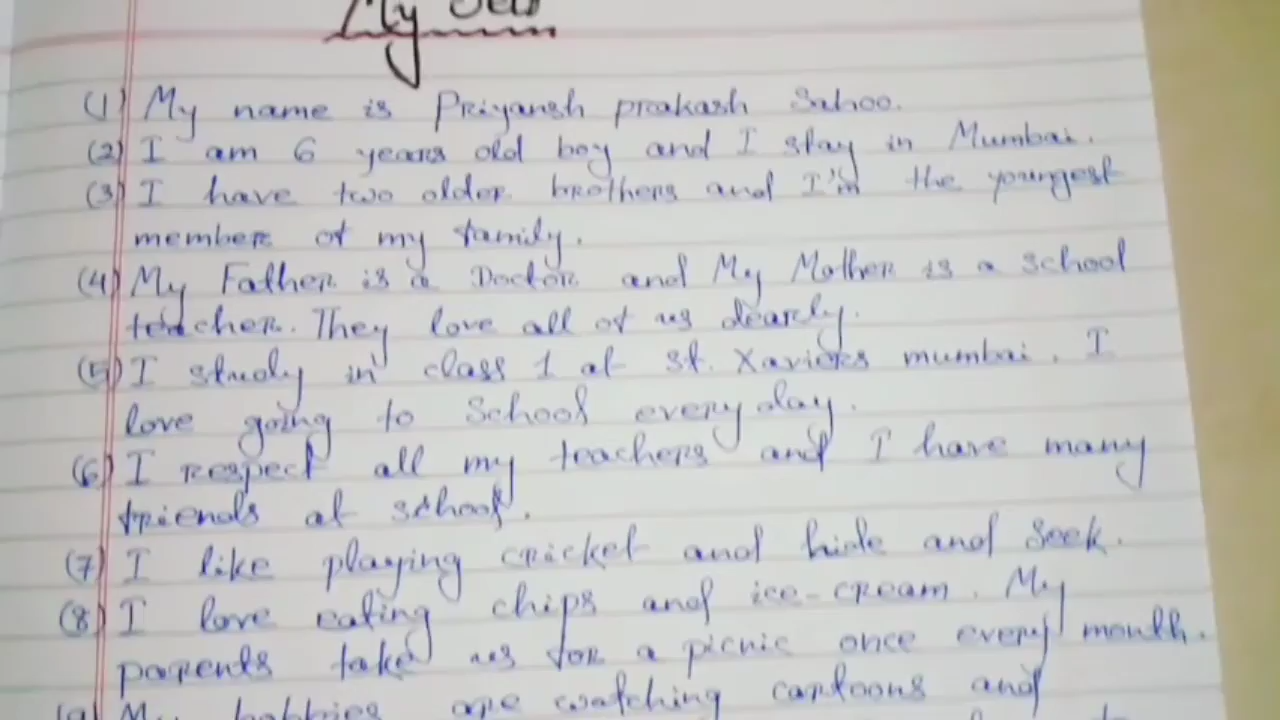 My Self
(1) My name is Priyansh prakash Sahoo.
(2) I am 6 years old boy and I stay in Mumbai.
(3) I have two older brothers and I'm the youngest
member of my family.
(4) My Father is a Doctor and My Mother is a school
teacher. They love all of us dearly.
(5) I study in class 1 at St. Xaviers mumbai. I
love going to School everyday.
(6) I respect all my teachers and I have many
friends at school.
(7) I like playing cricket and hide and seek.
(8) I love eating chips and ice-cream. My
parents take us for a picnic once every month.
(9) My hobbies are watching cartoons and